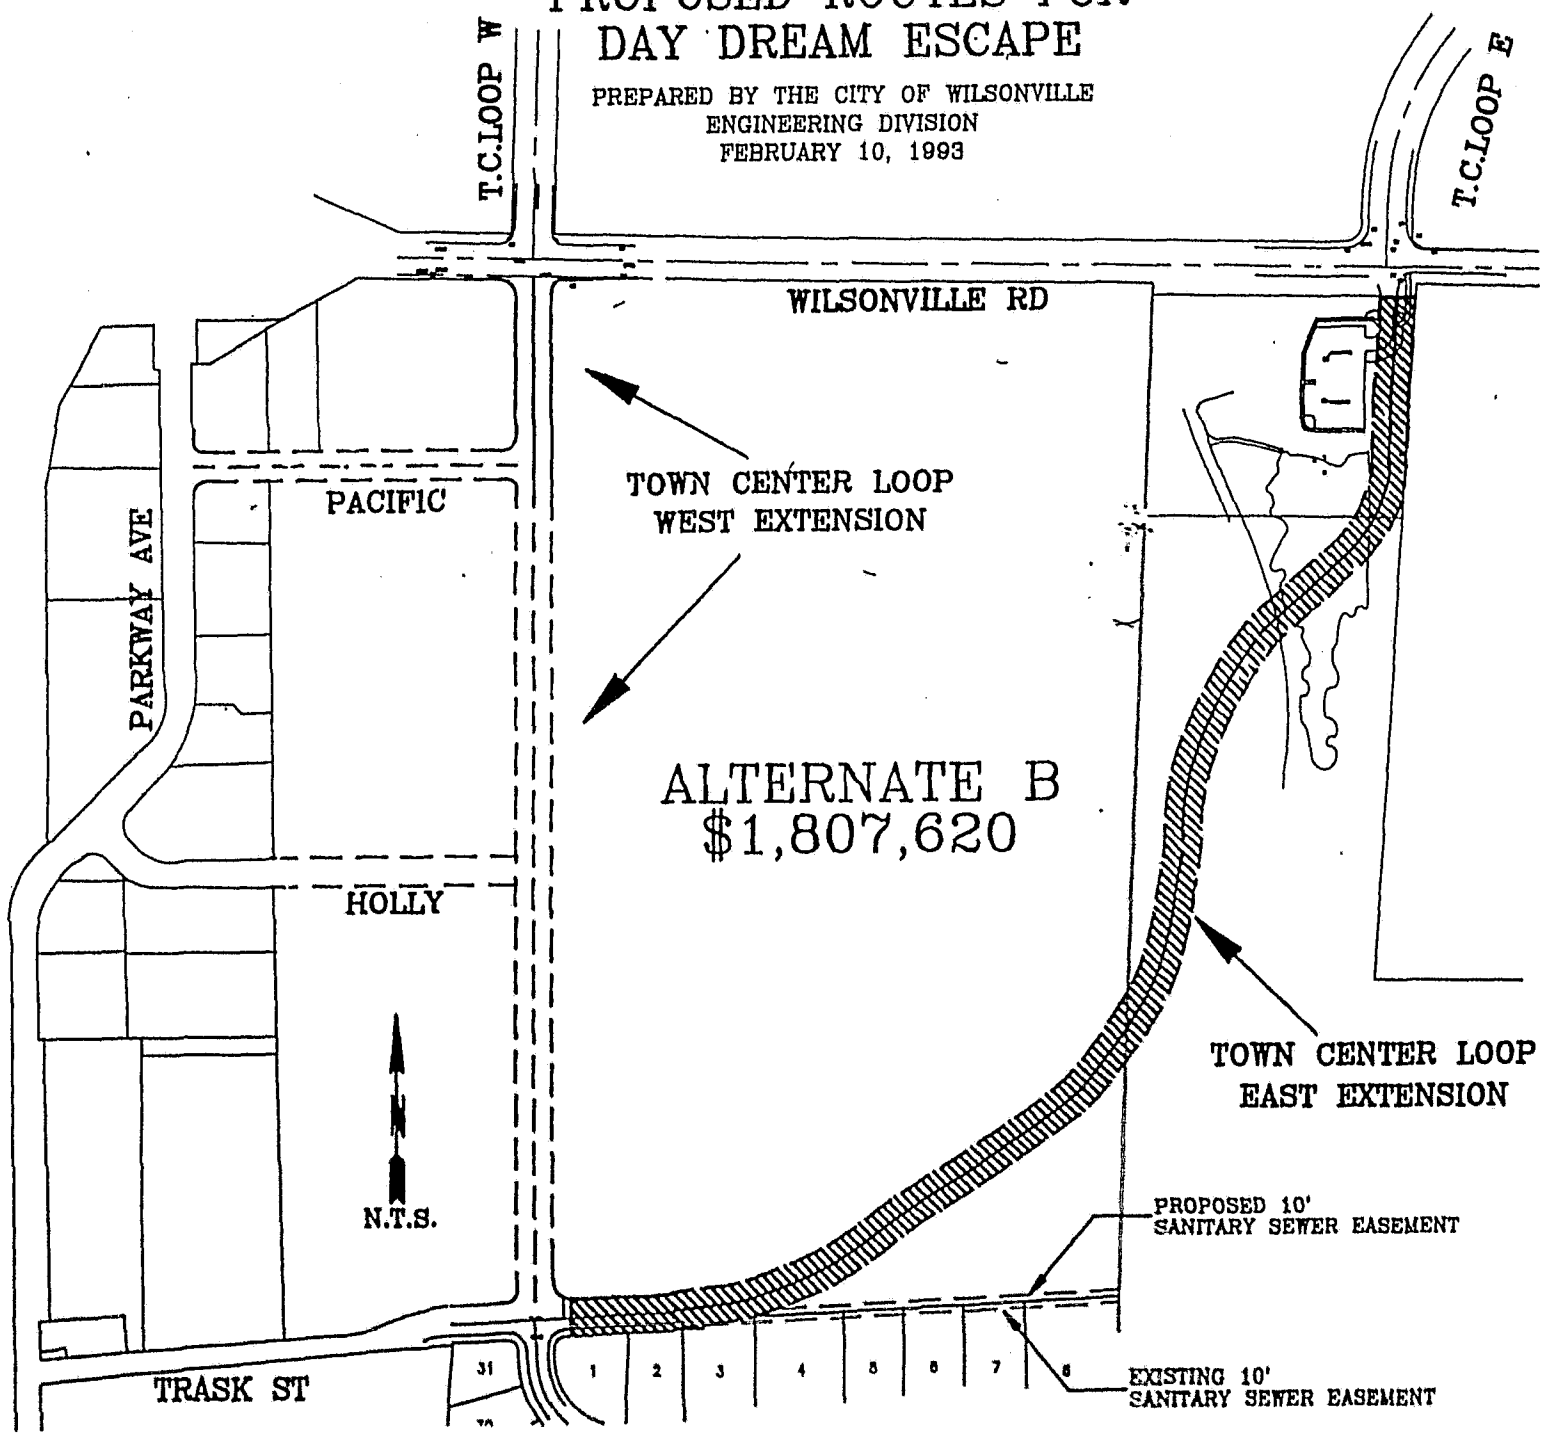 PROPOSED ROUTES FOR
DAY DREAM ESCAPE
PREPARED BY THE CITY OF WILSONVILLE
ENGINEERING DIVISION
FEBRUARY 10, 1993
T.C.LOOP W
T.C.LOOP E
WILSONVILLE RD
TOWN CENTER LOOP
WEST EXTENSION
PACIFIC
PARKWAY AVE
ALTERNATE B
$1,807,620
HOLLY
TOWN CENTER LOOP
EAST EXTENSION
N
N.T.S.
PROPOSED 10'
SANITARY SEWER EASEMENT
TRASK ST
31
1
2
3
4
5
6
7
8
EXISTING 10'
SANITARY SEWER EASEMENT